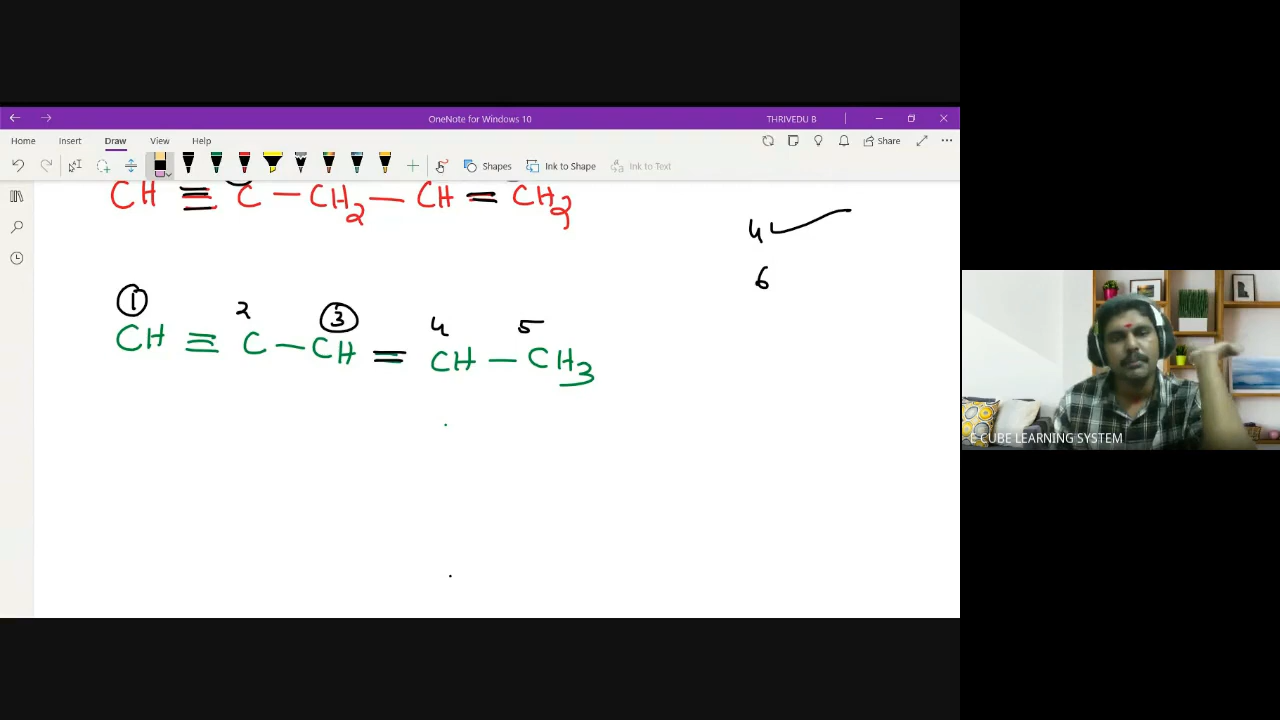 OneNote for Windows 10
THRIVEDU B
Home Insert Draw View Help
Share
Shapes Ink to Shape Ink to Text
CH ≡ C — CH2 — CH = CH2
4
6
1 2 3 4 5
CH ≡ C — CH = CH — CH3
E CUBE LEARNING SYSTEM